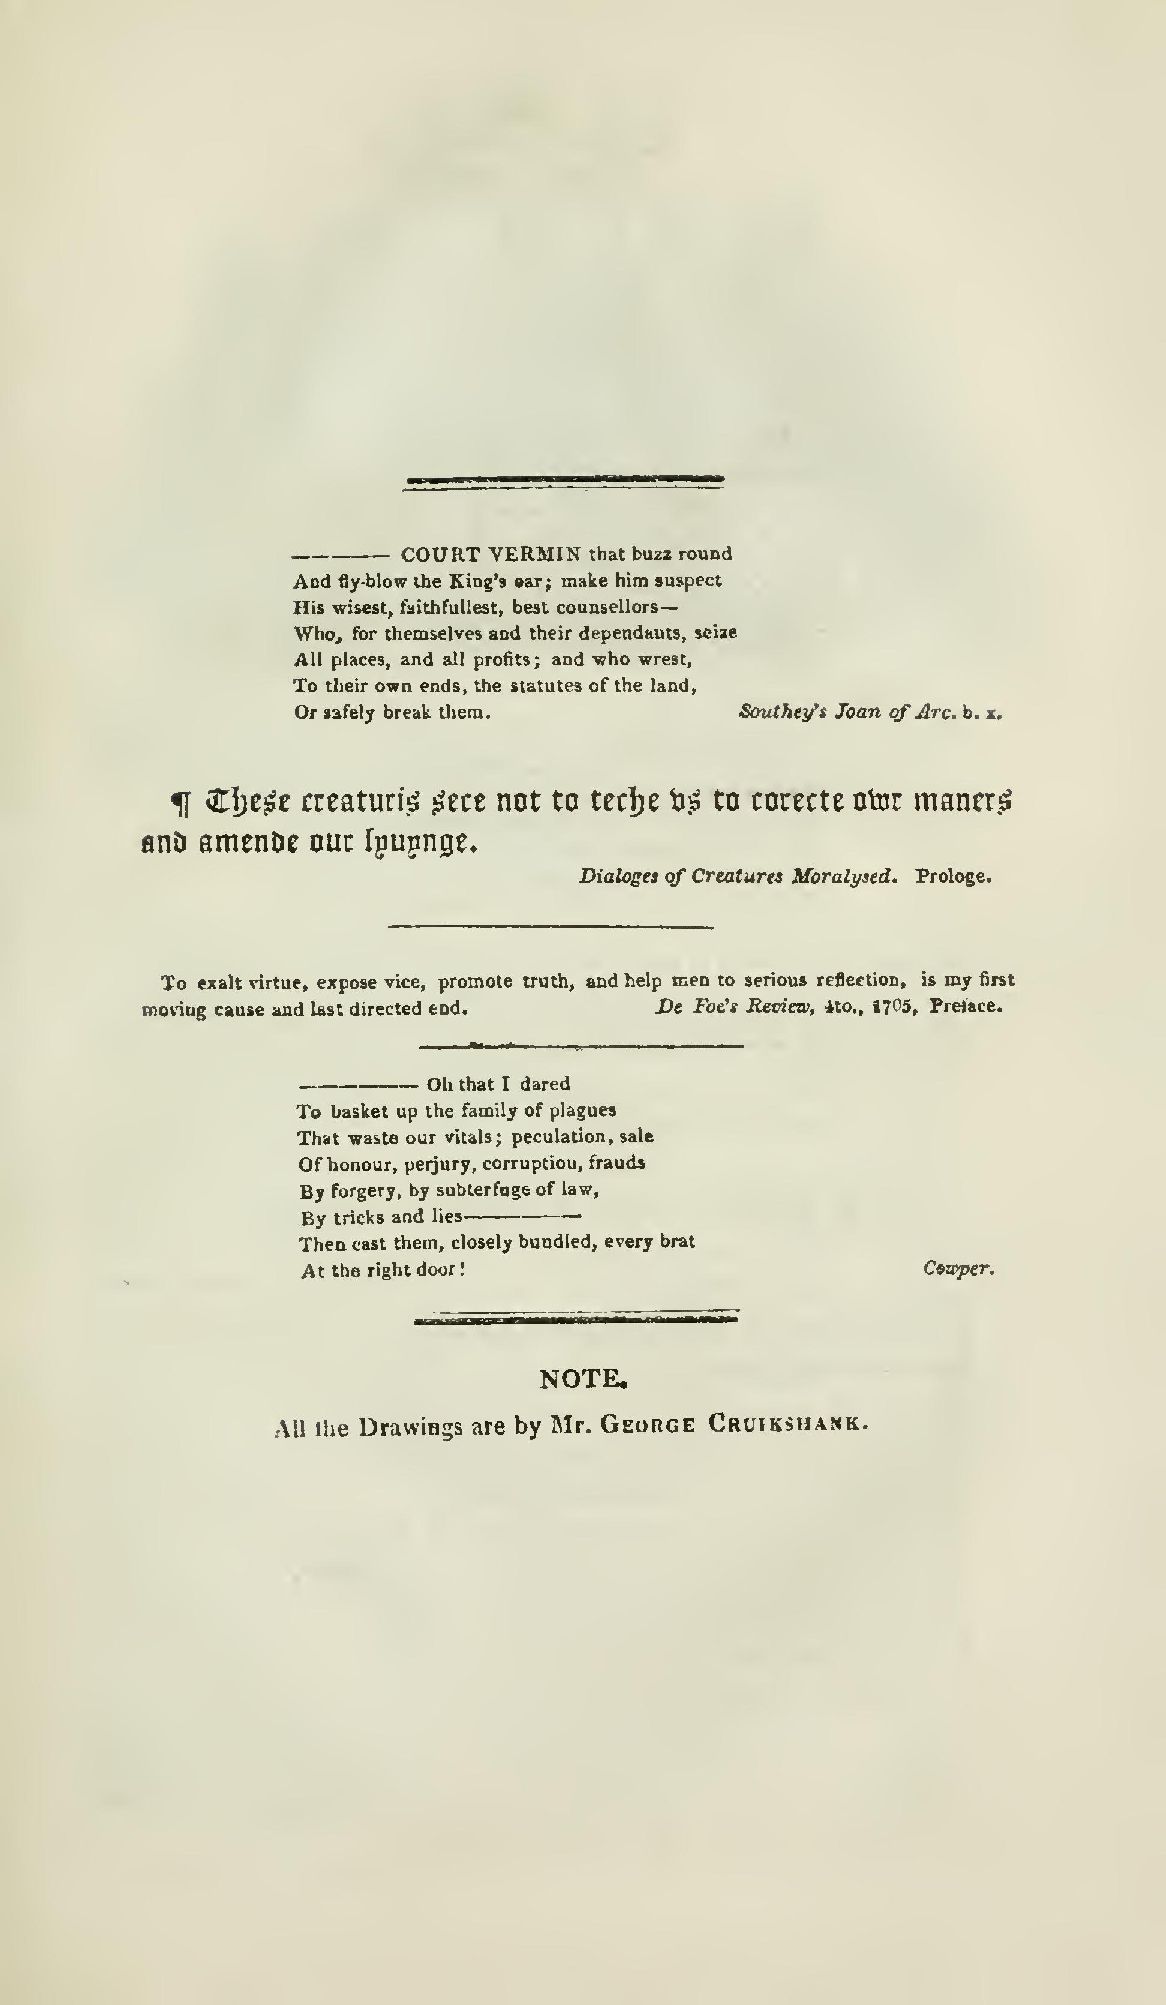 ———— COURT VERMIN that buzz round
And fly-blow the King's ear; make him suspect
His wisest, faithfullest, best counsellors—
Who, for themselves and their dependauts, seize
All places, and all profits; and who wrest,
To their own ends, the statutes of the land,
Or safely break them. Southey's Joan of Arc. b. x.
¶ These creaturis sere not to teche vs to corecte owr maners
and amende our lyuynge.
Dialoges of Creatures Moralysed. Prologe.
To exalt virtue, expose vice, promote truth, and help men to serious reflection, is my first
moving cause and last directed end. De Foe's Review, 4to., 1705, Preface.
———— Oh that I dared
To basket up the family of plagues
That waste our vitals; peculation, sale
Of honour, perjury, corruption, frauds
By forgery, by subterfuge of law,
By tricks and lies————
Then cast them, closely bundled, every brat
At the right door! Cowper.
NOTE.
All the Drawings are by Mr. GEORGE CRUIKSHANK.